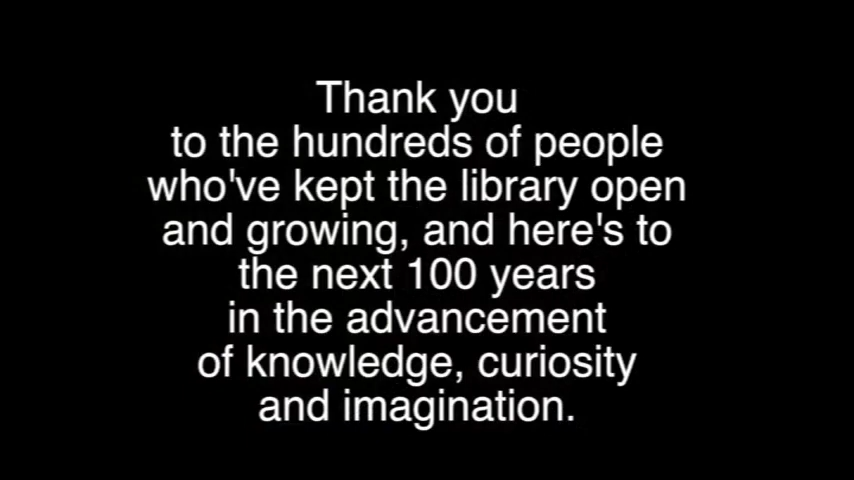 Thank you
to the hundreds of people
who've kept the library open
and growing, and here's to
the next 100 years
in the advancement
of knowledge, curiosity
and imagination.